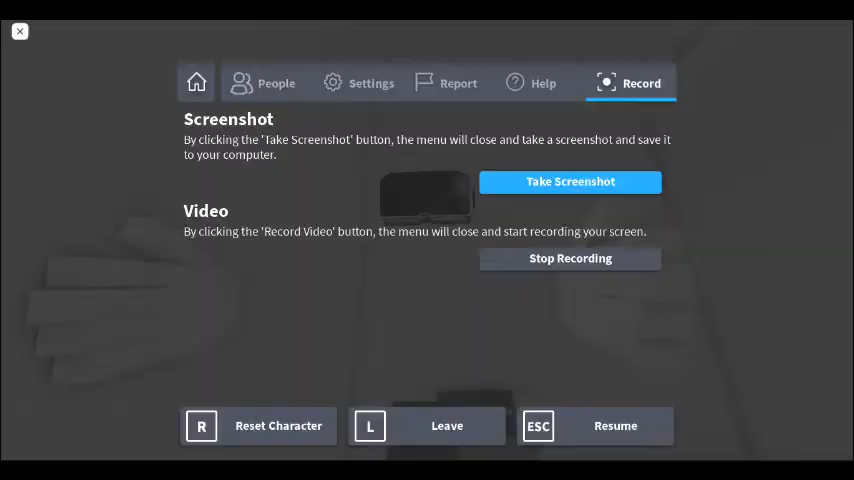 People Settings Report Help Record
Screenshot
By clicking the 'Take Screenshot' button, the menu will close and take a screenshot and save it
to your computer.
Take Screenshot
Video
By clicking the 'Record Video' button, the menu will close and start recording your screen.
Stop Recording
R Reset Character L Leave ESC Resume